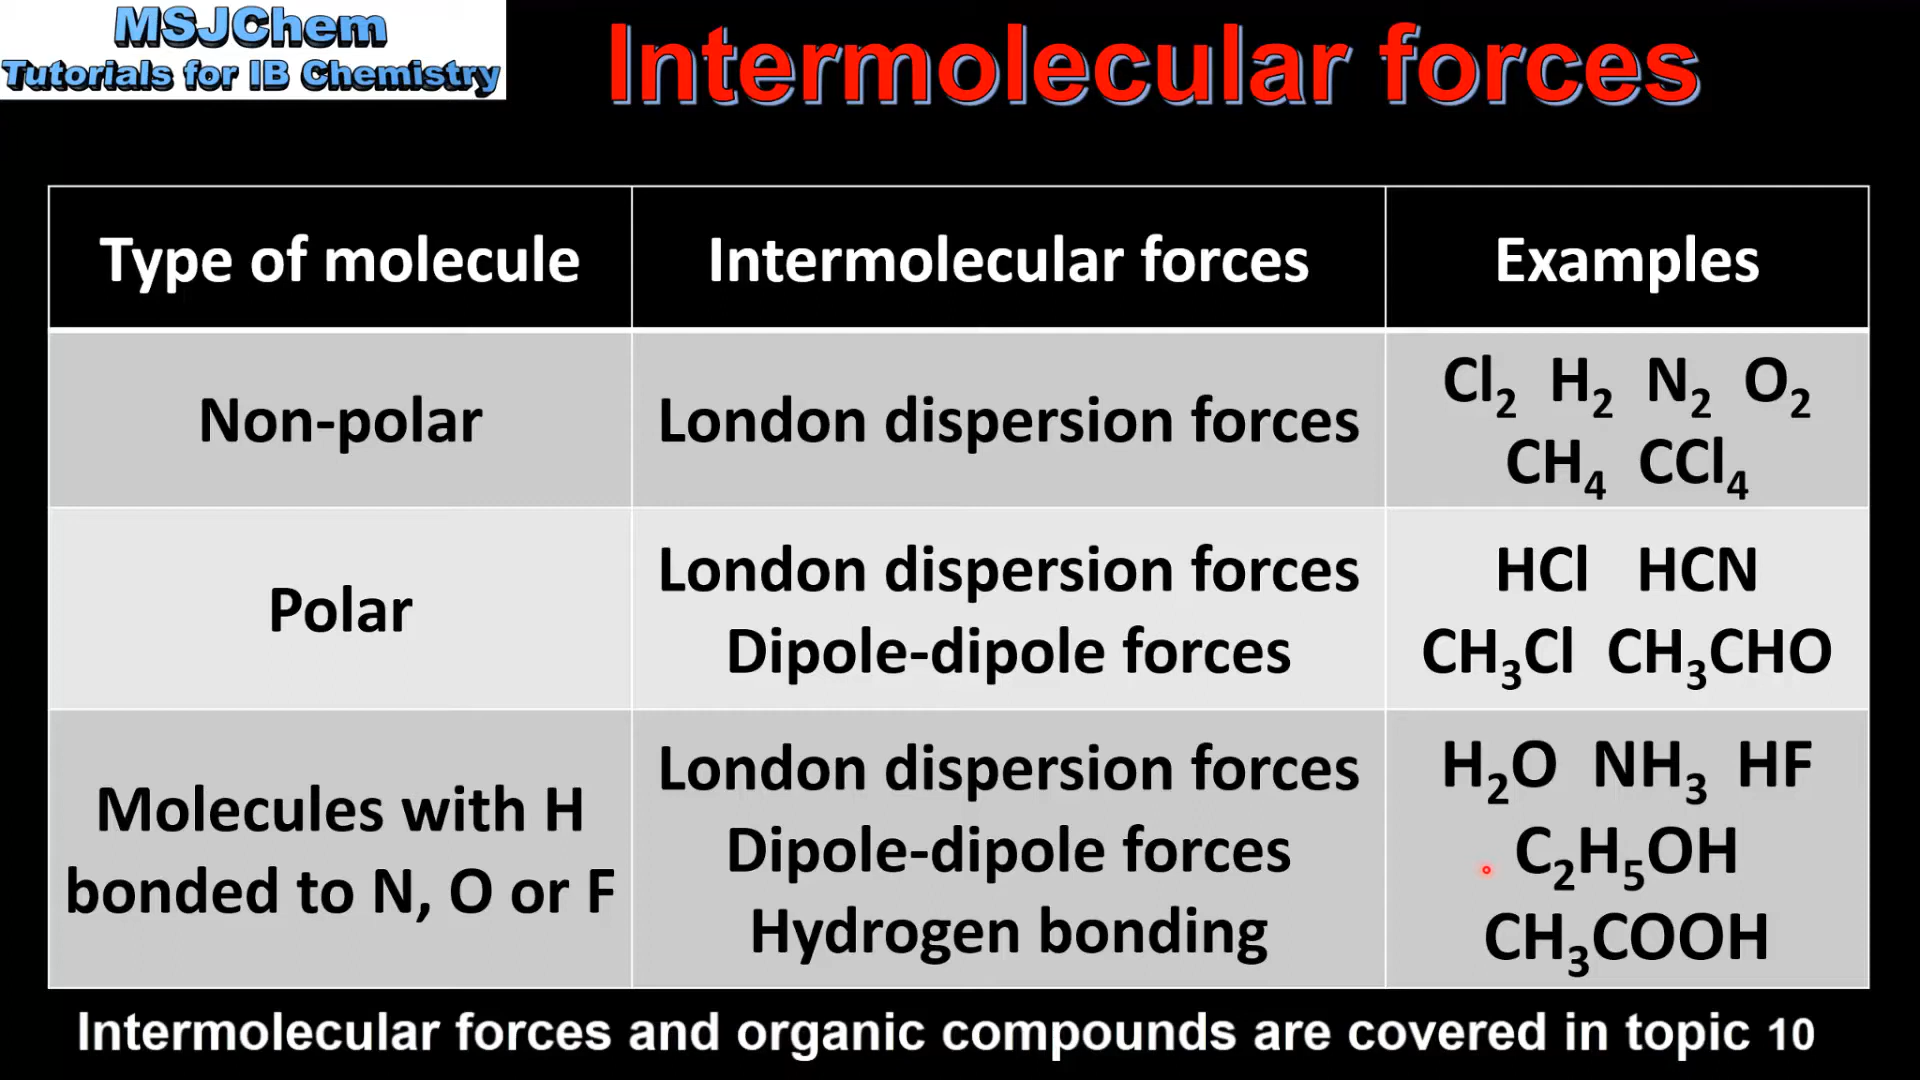 MSJChem
Tutorials for IB Chemistry
Intermolecular forces
Type of molecule
Intermolecular forces
Examples
Non-polar
London dispersion forces
Cl₂ H₂ N₂ O₂
CH₄ CCl₄
Polar
London dispersion forces
Dipole-dipole forces
HCl HCN
CH₃Cl CH₃CHO
Molecules with H
bonded to N, O or F
London dispersion forces
Dipole-dipole forces
Hydrogen bonding
H₂O NH₃ HF
C₂H₅OH
CH₃COOH
Intermolecular forces and organic compounds are covered in topic 10